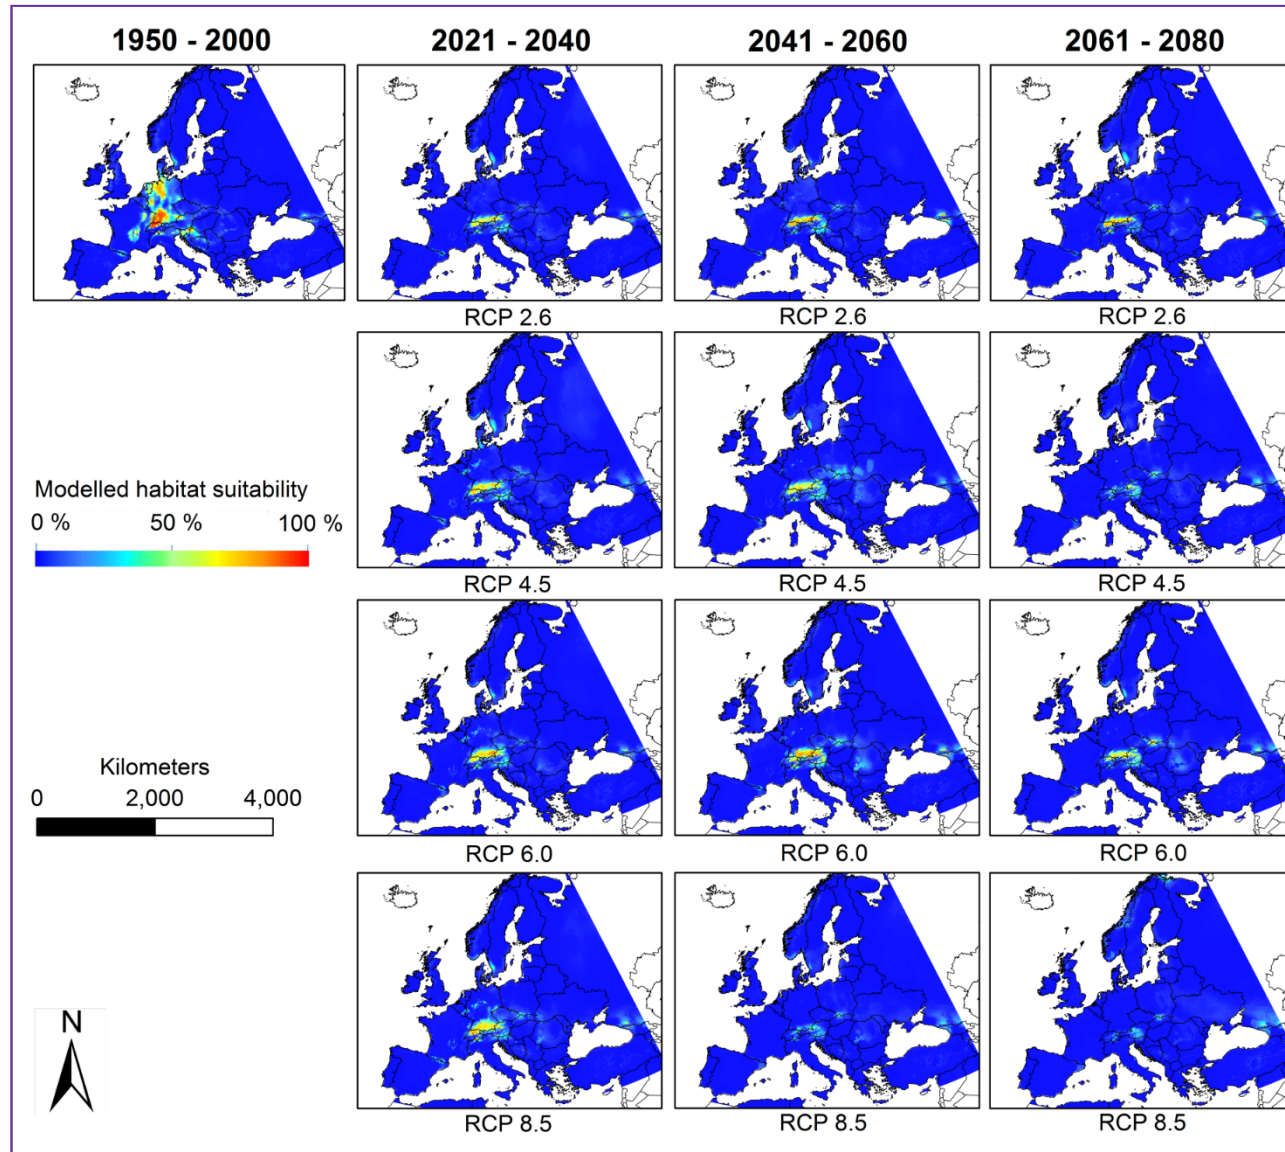 1950 - 2000
2021 - 2040
2041 - 2060
2061 - 2080
RCP 2.6
RCP 2.6
RCP 2.6
Modelled habitat suitability
0 %
50 %
100 %
RCP 4.5
RCP 4.5
RCP 4.5
Kilometers
0
2,000
4,000
RCP 6.0
RCP 6.0
RCP 6.0
N
RCP 8.5
RCP 8.5
RCP 8.5